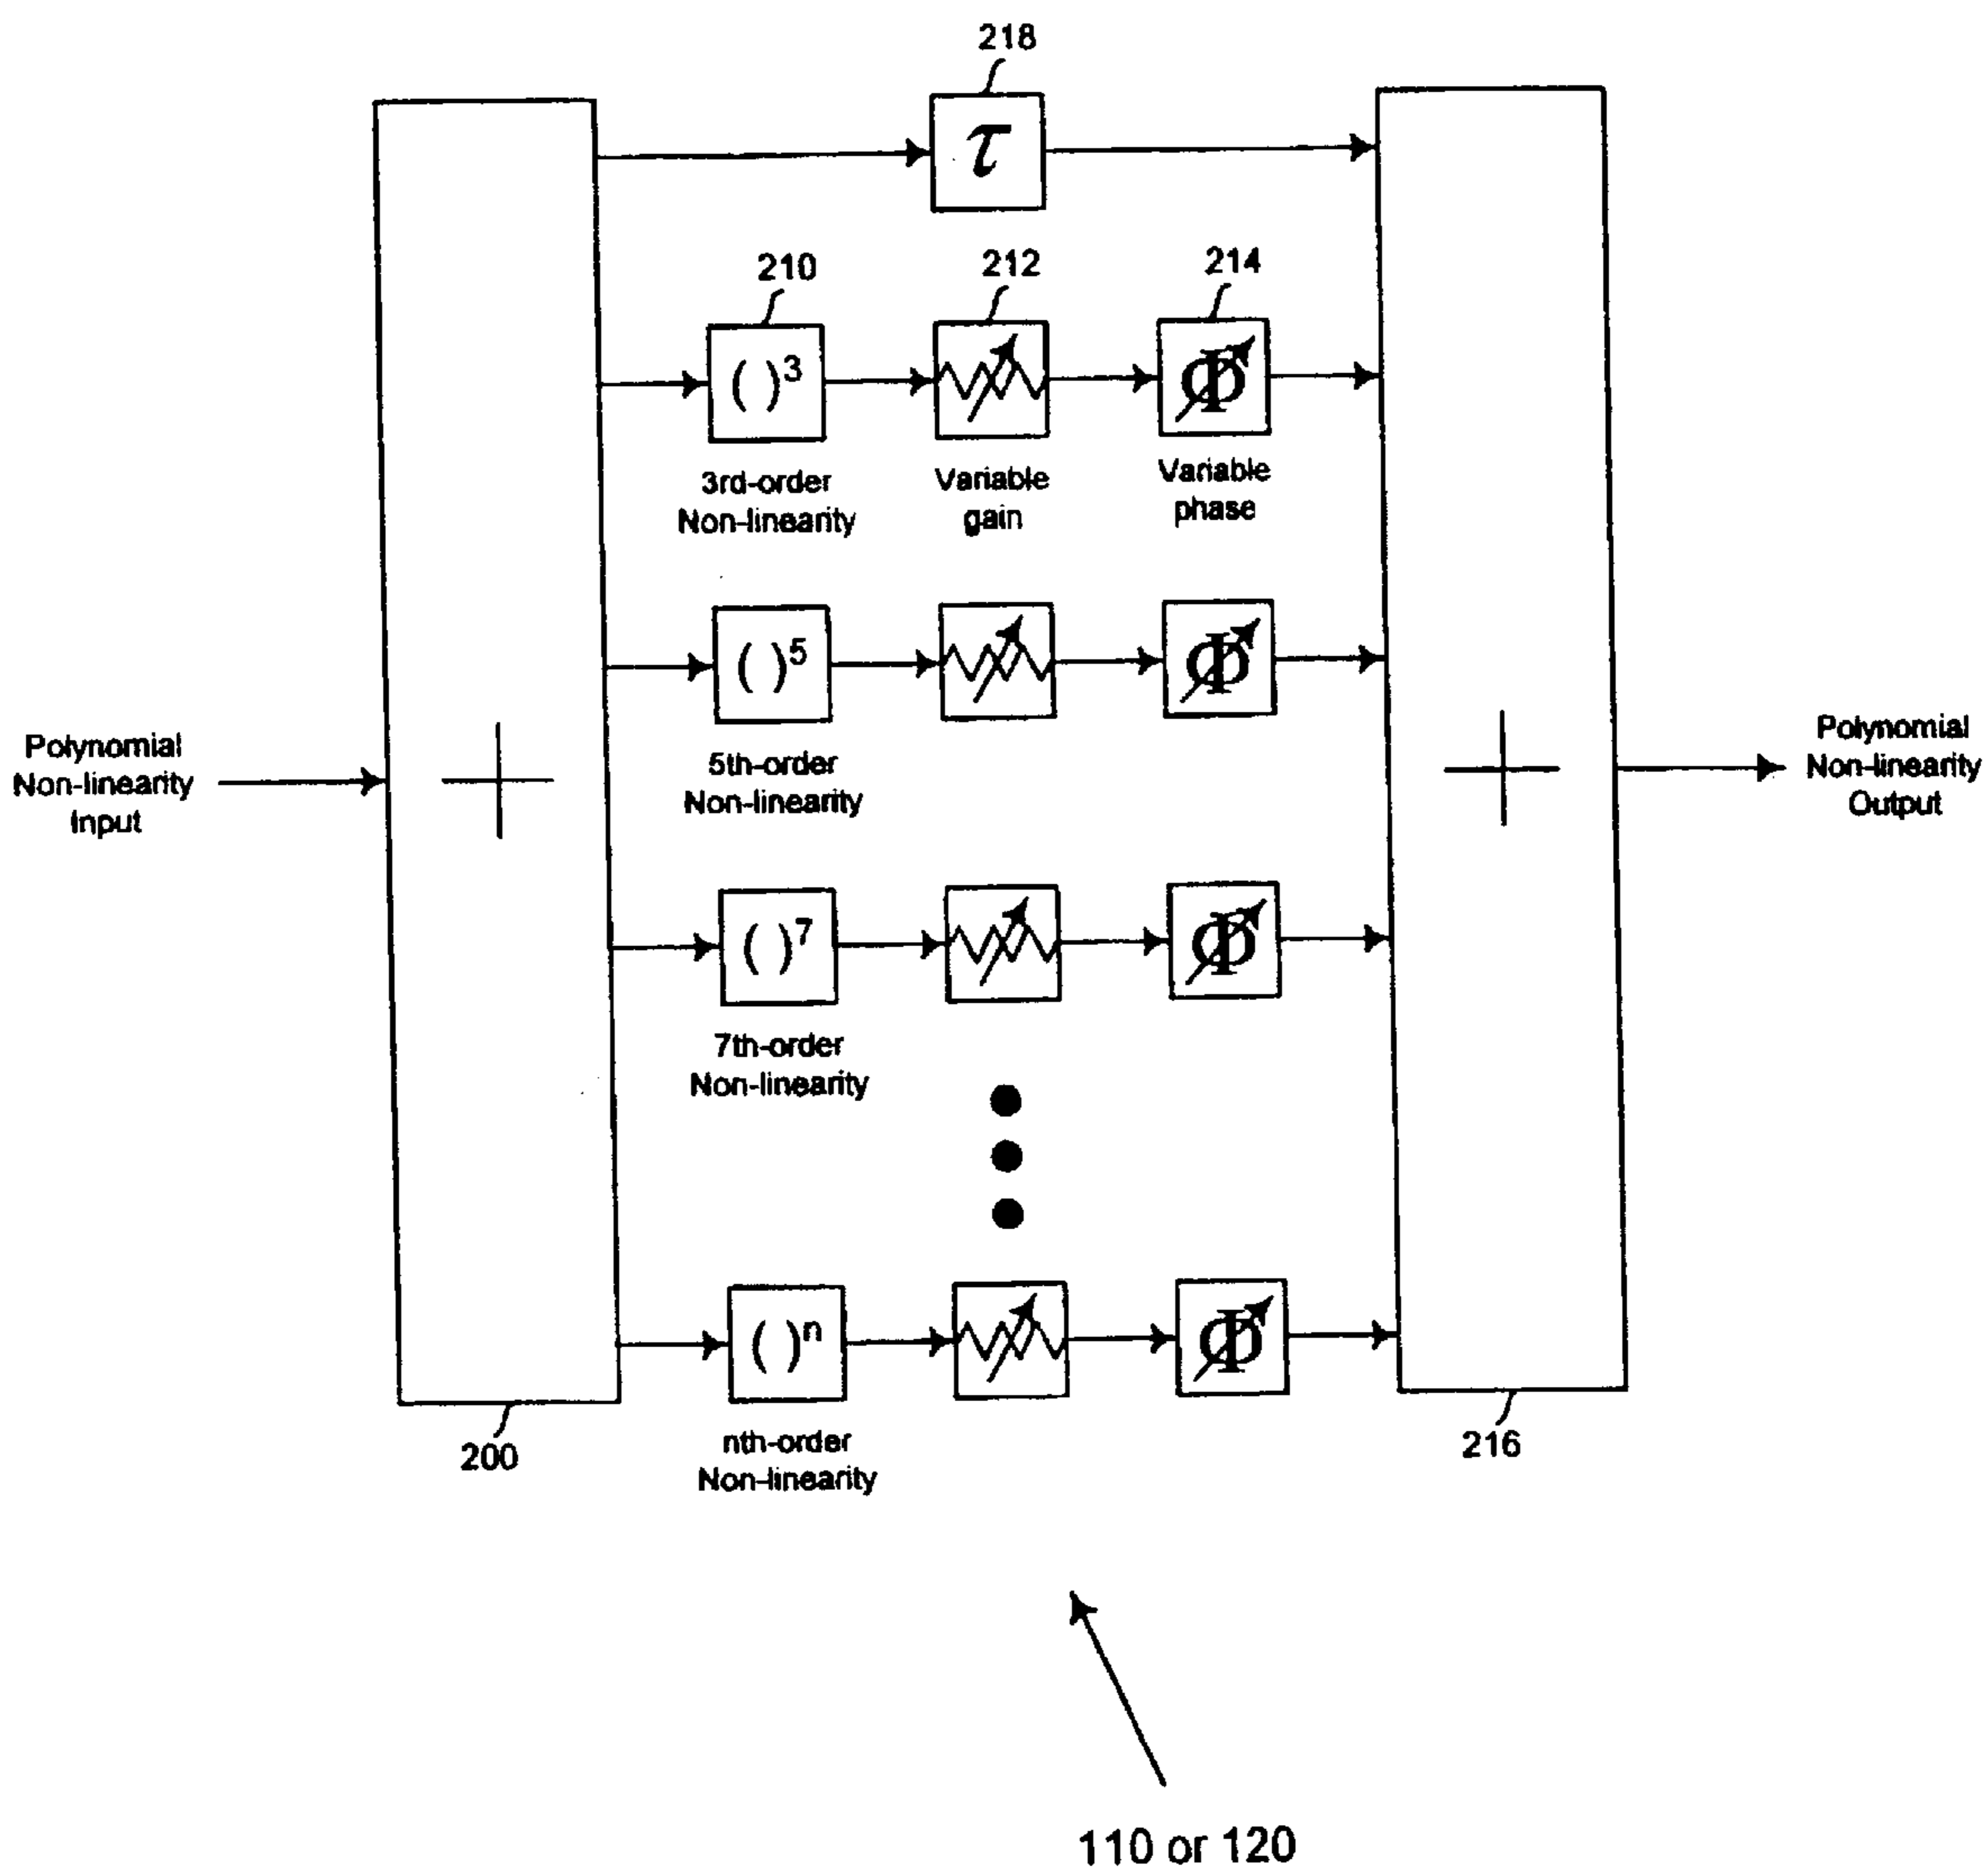 218
τ
210
212
214
( )3
Φ
3rd-order
Non-linearity
Variable
gain
Variable
phase
( )5
Φ
5th-order
Non-linearity
Polynomial
Non-linearity
Input
+
+
Polynomial
Non-linearity
Output
( )7
Φ
7th-order
Non-linearity
( )n
Φ
nth-order
Non-linearity
200
216
110 or 120